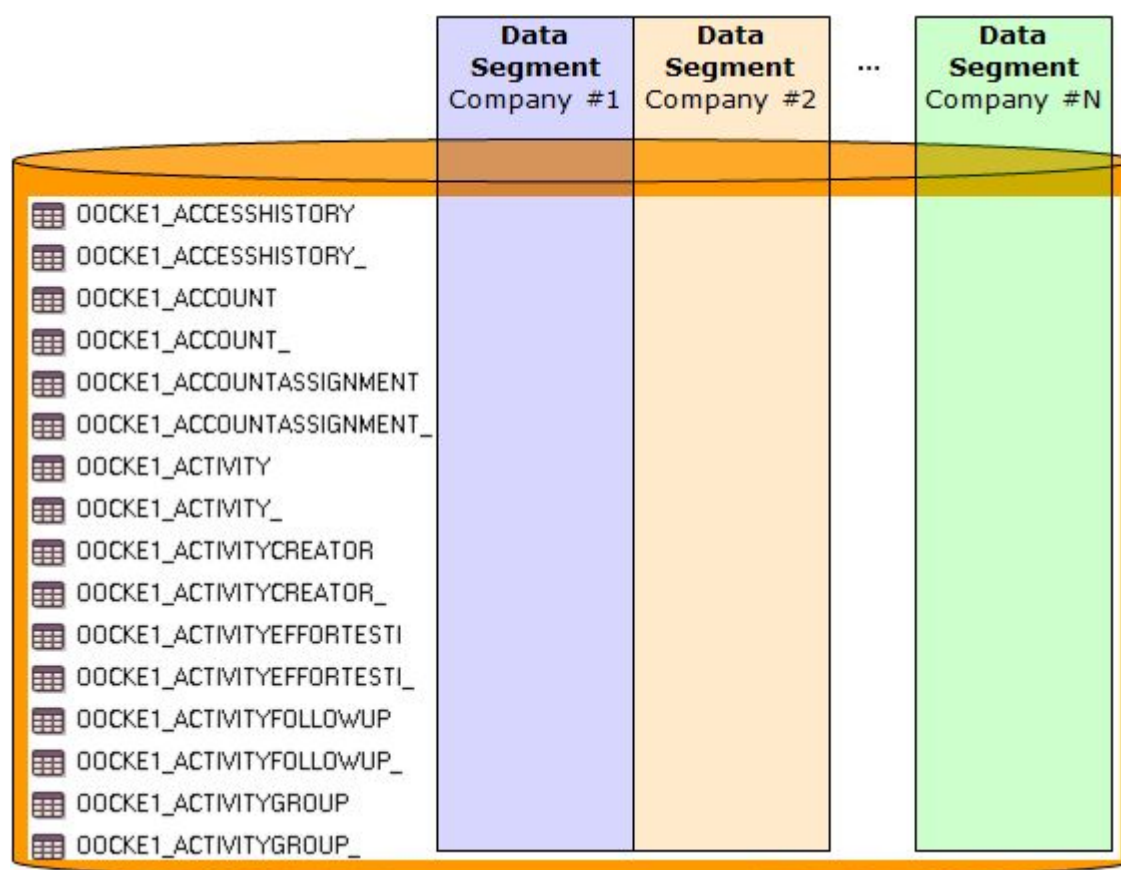 Data
Segment
Company #1
Data
Segment
Company #2
...
Data
Segment
Company #N
OOCKE1_ACCESSHISTORY
OOCKE1_ACCESSHISTORY_
OOCKE1_ACCOUNT
OOCKE1_ACCOUNT_
OOCKE1_ACCOUNTASSIGNMENT
OOCKE1_ACCOUNTASSIGNMENT_
OOCKE1_ACTIVITY
OOCKE1_ACTIVITY_
OOCKE1_ACTIVITYCREATOR
OOCKE1_ACTIVITYCREATOR_
OOCKE1_ACTIVITYEFFORTESTI
OOCKE1_ACTIVITYEFFORTESTI_
OOCKE1_ACTIVITYFOLLOWUP
OOCKE1_ACTIVITYFOLLOWUP_
OOCKE1_ACTIVITYGROUP
OOCKE1_ACTIVITYGROUP_